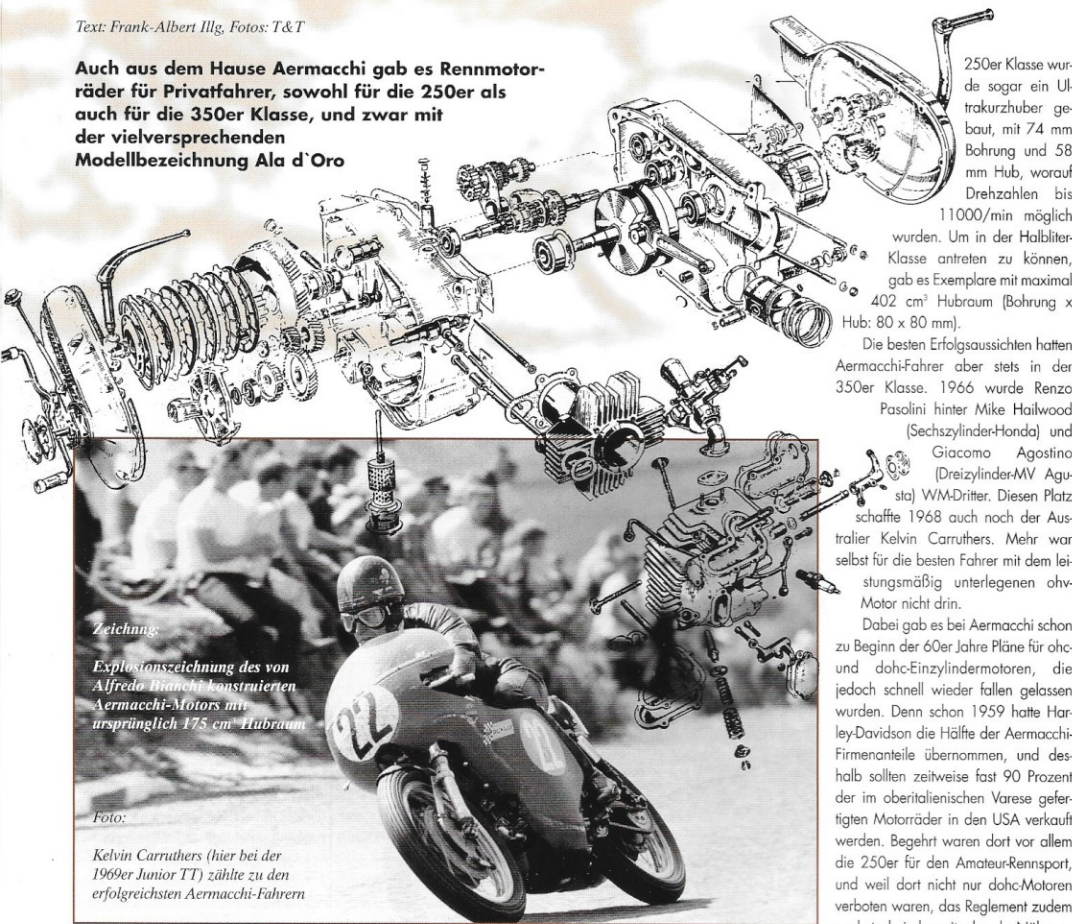 Text: Frank-Albert Illg, Fotos: T&T
Auch aus dem Hause Aermacchi gab es Rennmotor-
räder für Privatfahrer, sowohl für die 250er als
auch für die 350er Klasse, und zwar mit
der vielversprechenden
Modellbezeichnung Ala d`Oro
Zeichnng:
Explosionszeichnung des von
Alfredo Bianchi konstruierten
Aermacchi-Motors mit
ursprünglich 175 cm³ Hubraum
22
21
DUNLOP
Foto:
Kelvin Carruthers (hier bei der
1969er Junior TT) zählte zu den
erfolgreichsten Aermacchi-Fahrern
250er Klasse wur-
de sogar ein Ul-
trakurzhuber ge-
baut, mit 74 mm
Bohrung und 58
mm Hub, worauf
Drehzahlen bis
11000/min möglich
wurden. Um in der Halbliter-
Klasse antreten zu können,
gab es Exemplare mit maximal
402 cm³ Hubraum (Bohrung x
Hub: 80 x 80 mm).
Die besten Erfolgsaussichten hatten
Aermacchi-Fahrer aber stets in der
350er Klasse. 1966 wurde Renzo
Pasolini hinter Mike Hailwood
(Sechszylinder-Honda) und
Giacomo Agostino
(Dreizylinder-MV Agu-
sta) WM-Dritter. Diesen Platz
schaffte 1968 auch noch der Aus-
tralier Kelvin Carruthers. Mehr war
selbst für die besten Fahrer mit dem lei-
stungsmäßig unterlegenen ohv-
Motor nicht drin.
Dabei gab es bei Aermacchi schon
zu Beginn der 60er Jahre Pläne für ohc-
und dohc-Einzylindermotoren, die
jedoch schnell wieder fallen gelassen
wurden. Denn schon 1959 hatte Har-
ley-Davidson die Hälfte der Aermacchi-
Firmenanteile übernommen, und des-
halb sollten zeitweise fast 90 Prozent
der im oberitalienischen Varese gefer-
tigten Motorräder in den USA verkauft
werden. Begehrt waren dort vor allem
die 250er für den Amateur-Rennsport,
und weil dort nicht nur dohc-Motoren
verboten waren, das Reglement zudem